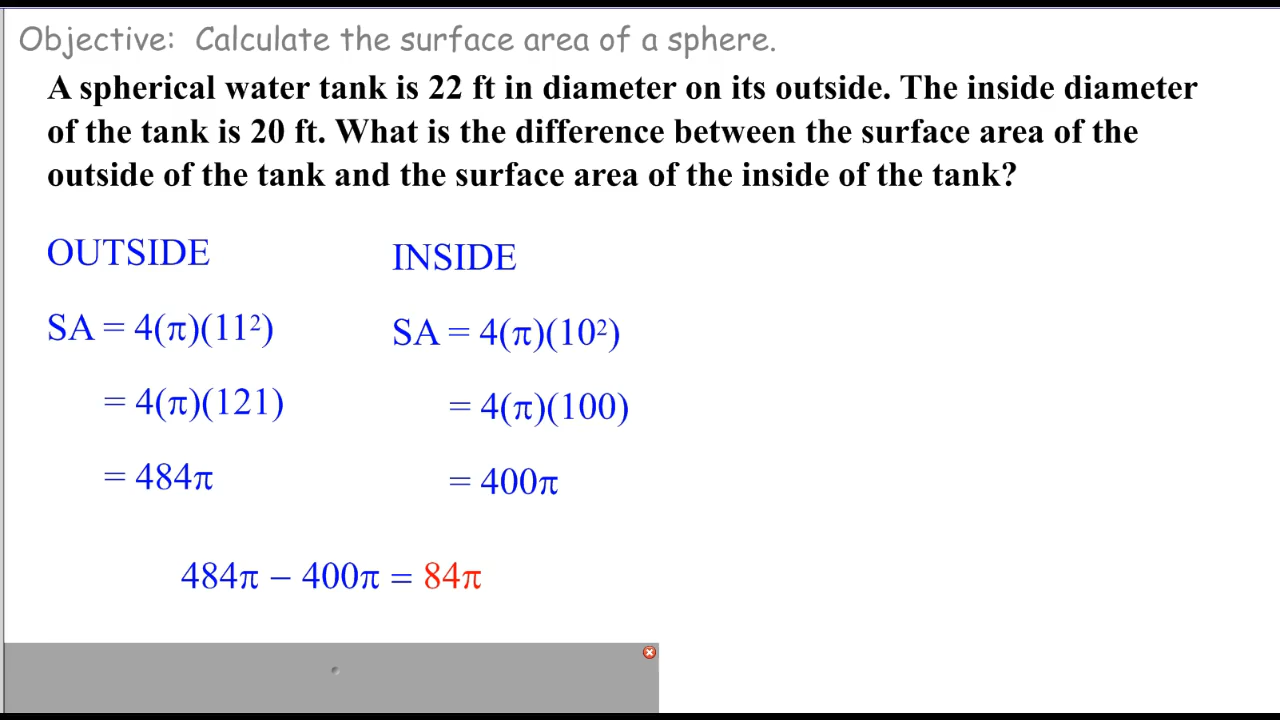 Objective:  Calculate the surface area of a sphere.
A spherical water tank is 22 ft in diameter on its outside. The inside diameter
of the tank is 20 ft. What is the difference between the surface area of the
outside of the tank and the surface area of the inside of the tank?
OUTSIDE
SA = 4(π)(11²)
= 4(π)(121)
= 484π
INSIDE
SA = 4(π)(10²)
= 4(π)(100)
= 400π
484π − 400π = 84π